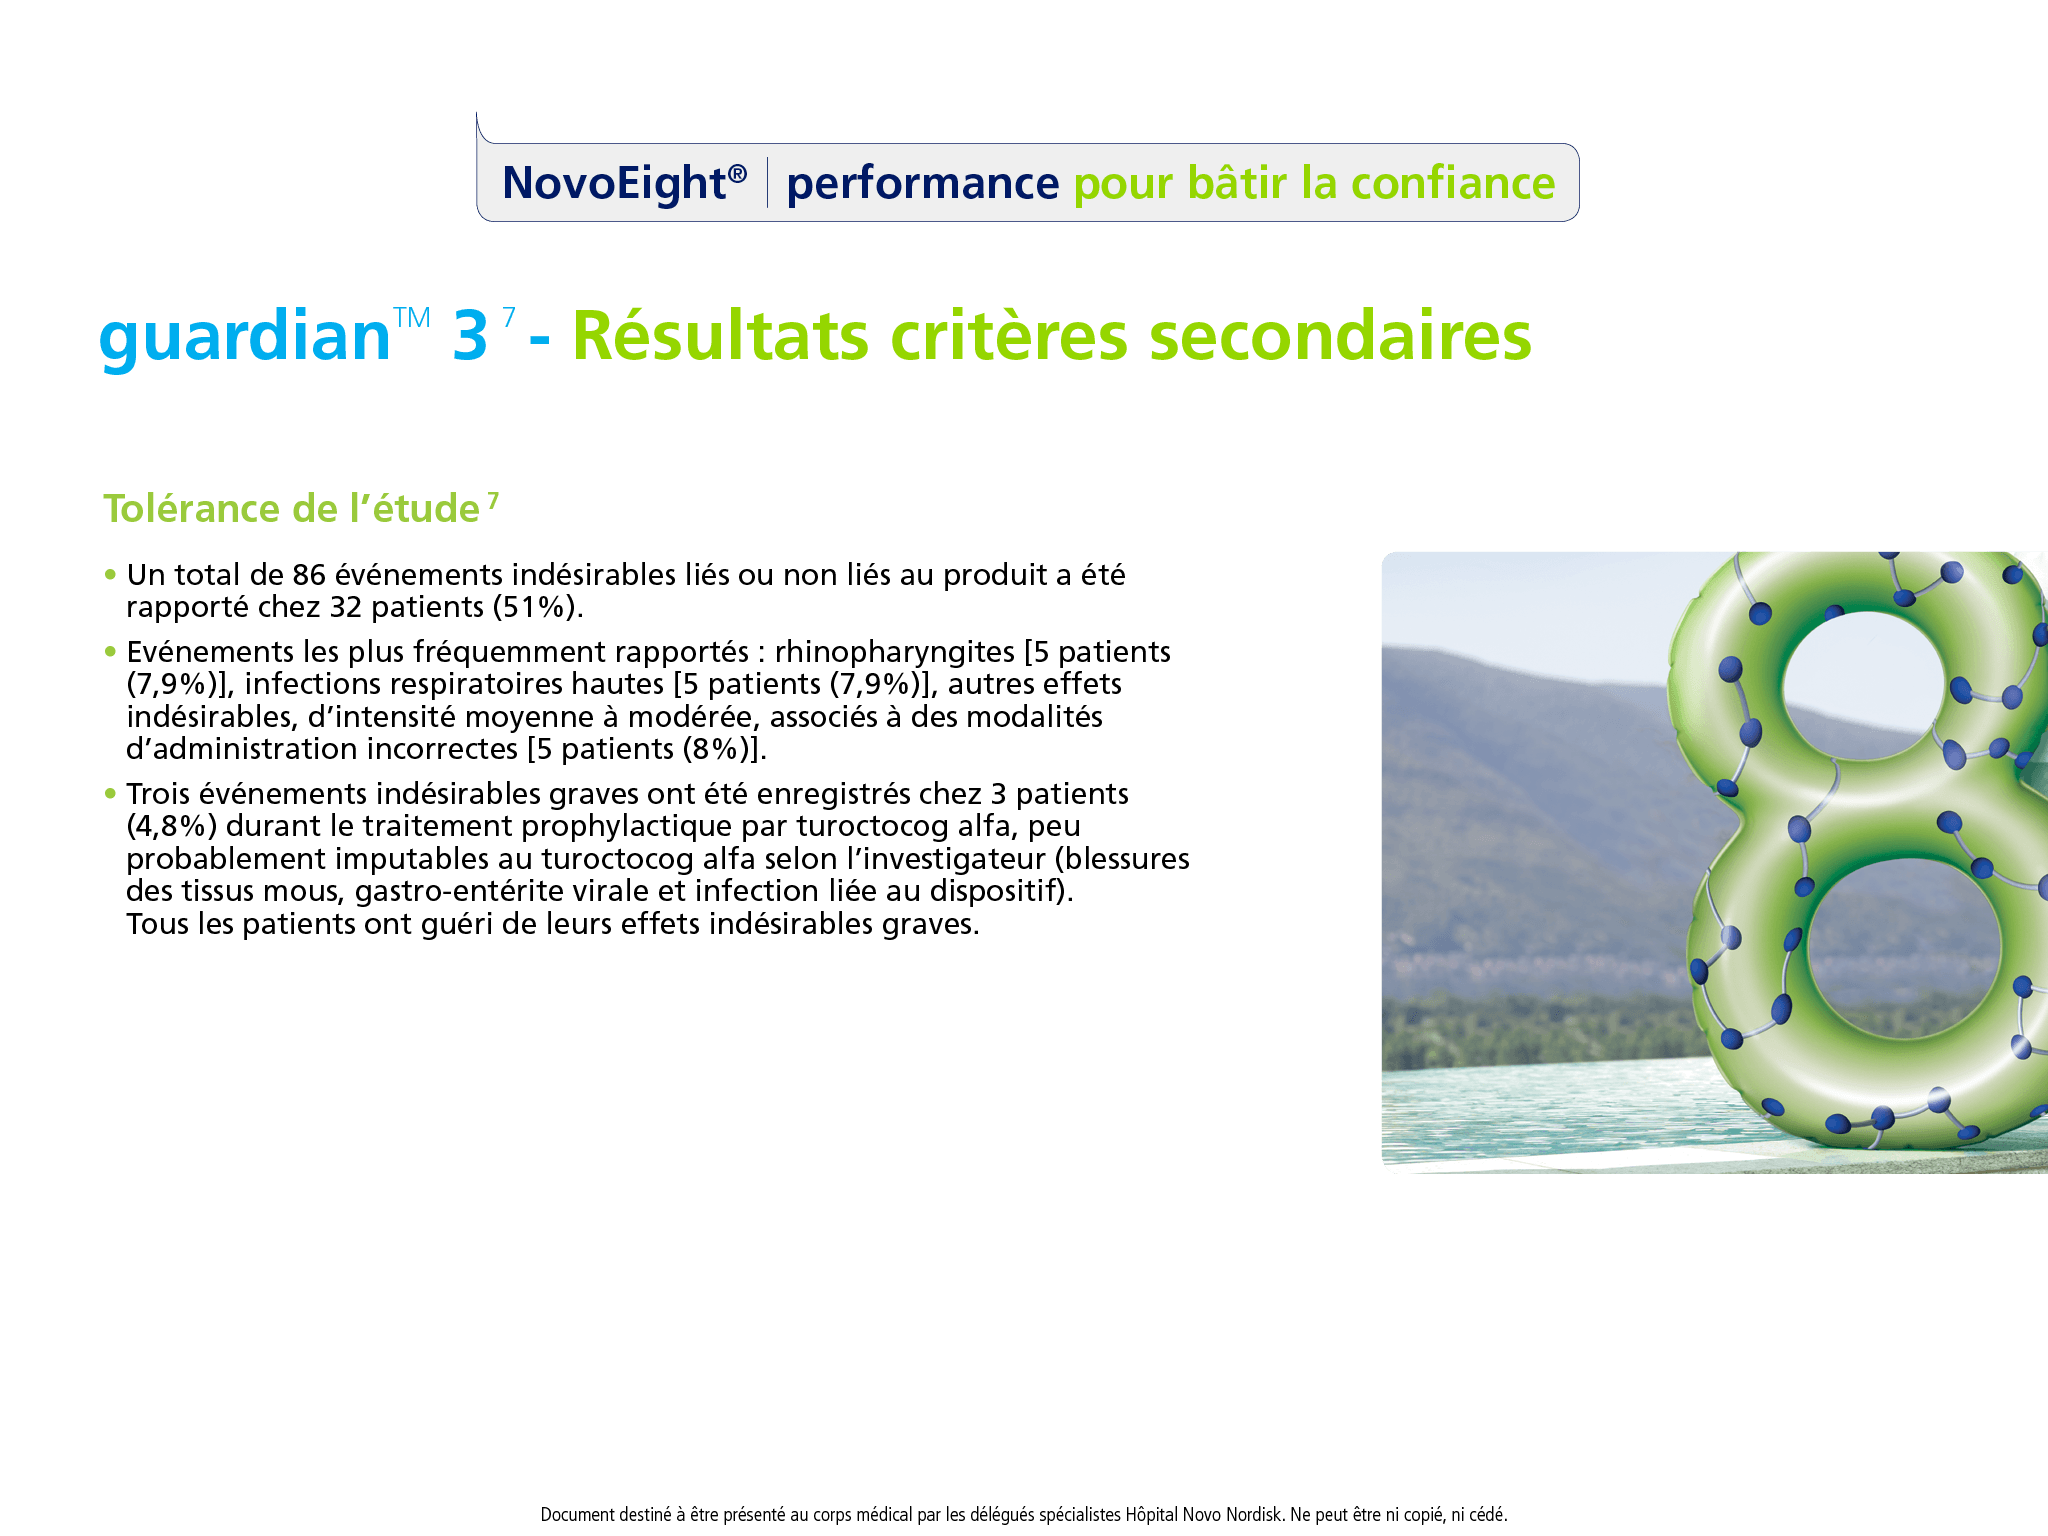 NovoEight® | performance pour bâtir la confiance
guardian™ 3 7 - Résultats critères secondaires
Tolérance de l’étude 7
• Un total de 86 événements indésirables liés ou non liés au produit a été
rapporté chez 32 patients (51%).
• Evénements les plus fréquemment rapportés : rhinopharyngites [5 patients
(7,9%)], infections respiratoires hautes [5 patients (7,9%)], autres effets
indésirables, d’intensité moyenne à modérée, associés à des modalités
d’administration incorrectes [5 patients (8%)].
• Trois événements indésirables graves ont été enregistrés chez 3 patients
(4,8%) durant le traitement prophylactique par turoctocog alfa, peu
probablement imputables au turoctocog alfa selon l’investigateur (blessures
des tissus mous, gastro-entérite virale et infection liée au dispositif).
Tous les patients ont guéri de leurs effets indésirables graves.
Document destiné à être présenté au corps médical par les délégués spécialistes Hôpital Novo Nordisk. Ne peut être ni copié, ni cédé.